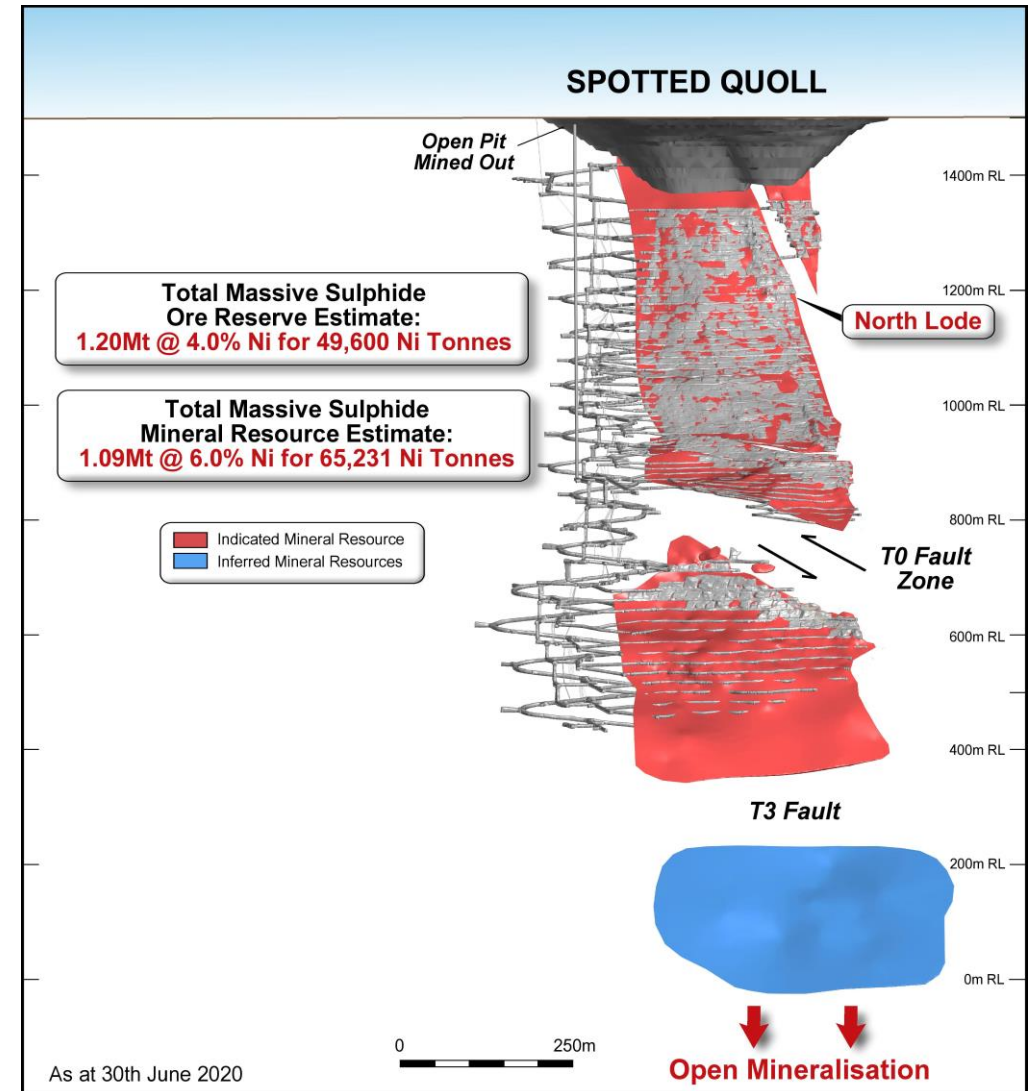 SPOTTED QUOLL
Open Pit
Mined Out
1400m RL
Total Massive Sulphide
Ore Reserve Estimate:
1.20Mt @ 4.0% Ni for 49,600 Ni Tonnes
1200m RL
North Lode
Total Massive Sulphide
Mineral Resource Estimate:
1.09Mt @ 6.0% Ni for 65,231 Ni Tonnes
1000m RL
Indicated Mineral Resource
Inferred Mineral Resources
800m RL
T0 Fault
Zone
600m RL
400m RL
T3 Fault
200m RL
0m RL
0 250m
Open Mineralisation
As at 30th June 2020